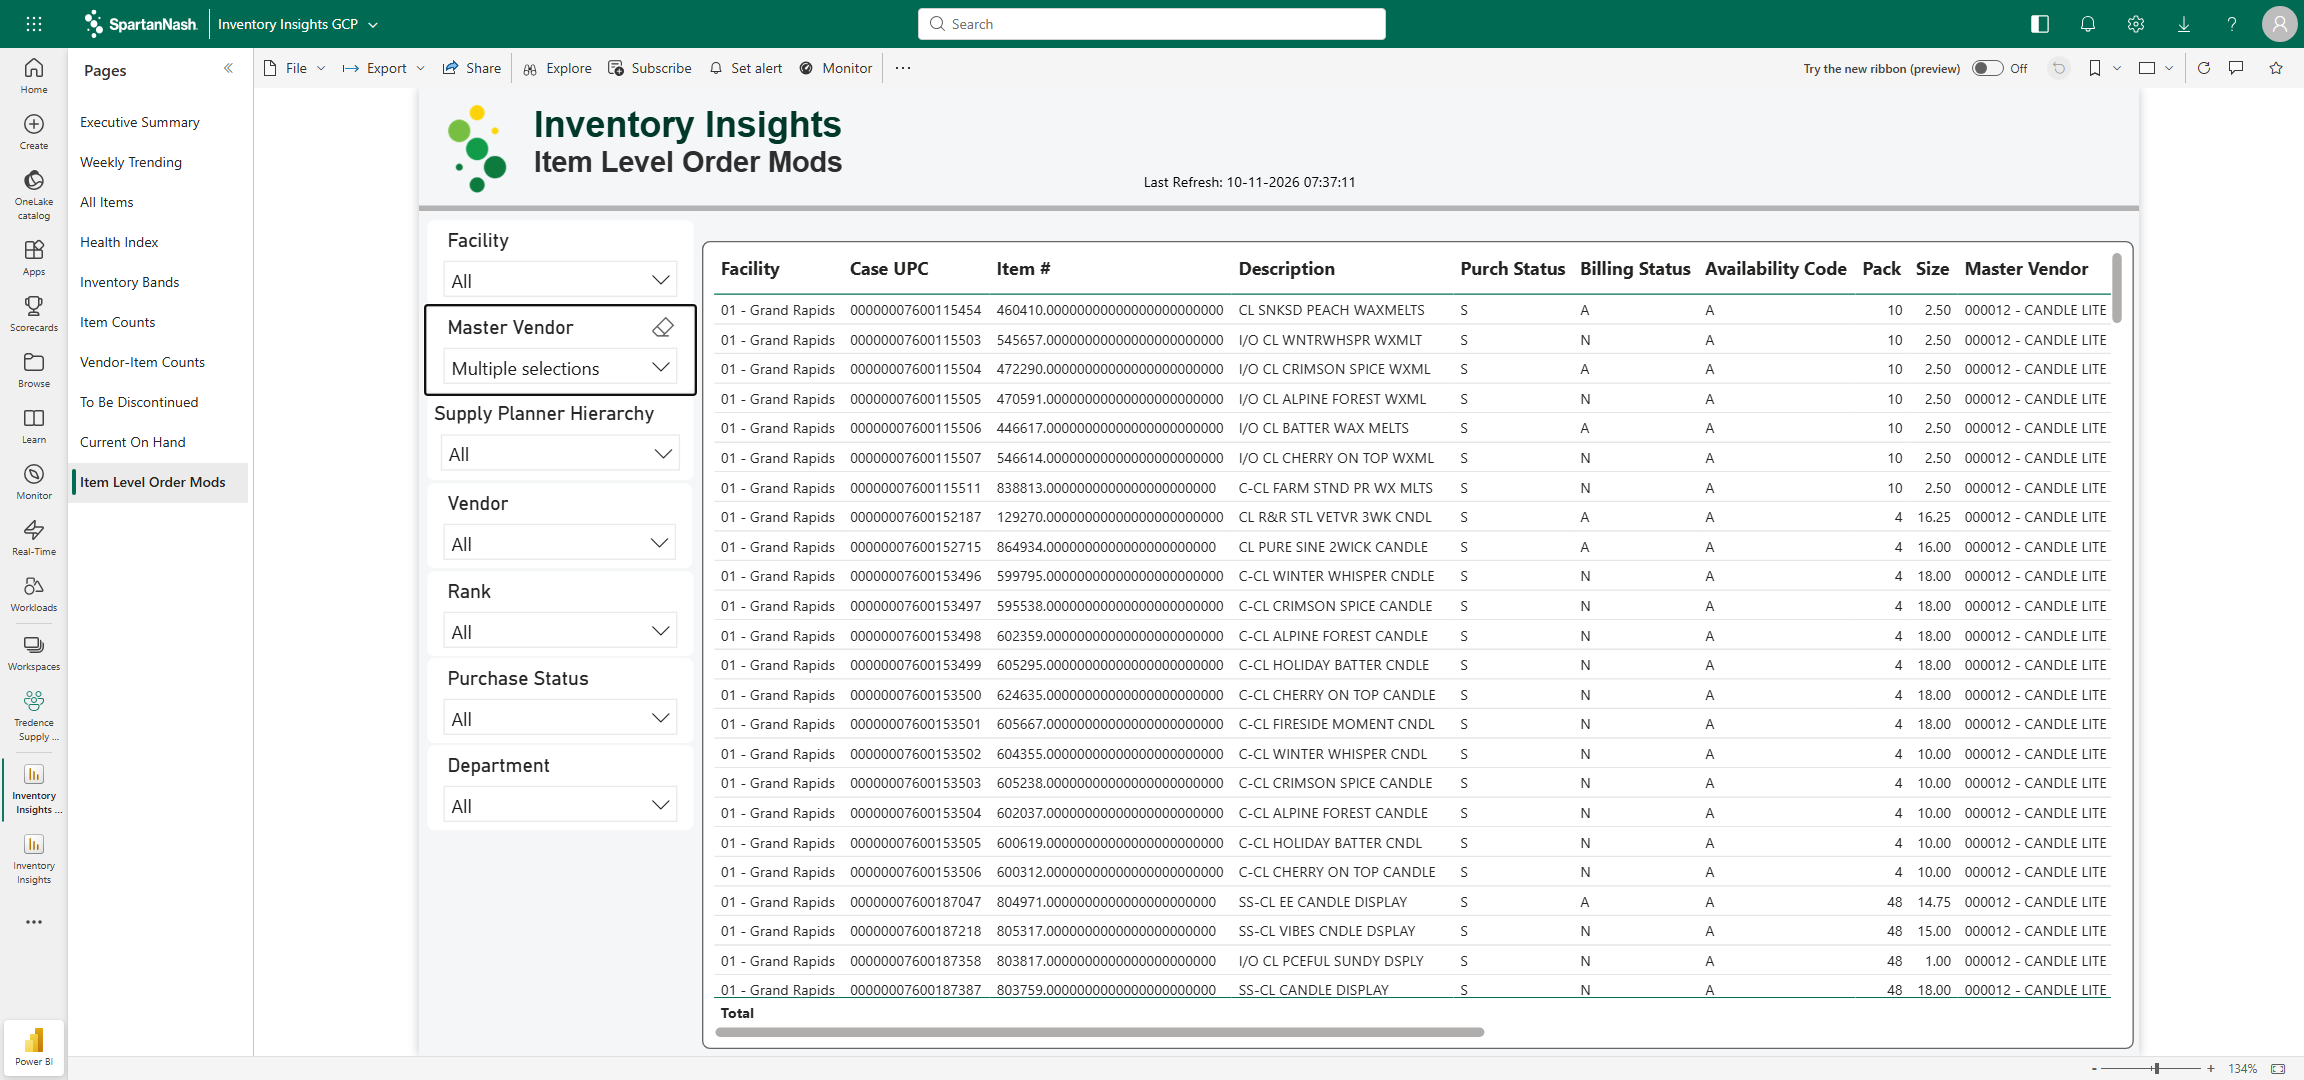 SpartanNash
Inventory Insights GCP
Search
Home
Create
OneLake
catalog
Apps
Scorecards
Browse
Learn
Monitor
Real-Time
Workloads
Workspaces
Tredence
Supply ...
Inventory
Insights ...
Inventory
Insights
Power BI
Pages
Executive Summary
Weekly Trending
All Items
Health Index
Inventory Bands
Item Counts
Vendor-Item Counts
To Be Discontinued
Current On Hand
Item Level Order Mods
File Export Share Explore Subscribe Set alert Monitor
Try the new ribbon (preview) Off
Inventory Insights
Item Level Order Mods
Last Refresh: 10-11-2026 07:37:11
Facility
All
Master Vendor
Multiple selections
Supply Planner Hierarchy
All
Vendor
All
Rank
All
Purchase Status
All
Department
All
Facility Case UPC Item # Description Purch Status Billing Status Availability Code Pack Size Master Vendor
01 - Grand Rapids 00000007600115454 460410.00000000000000000000000 CL SNKSD PEACH WAXMELTS S A A 10 2.50 000012 - CANDLE LITE
01 - Grand Rapids 00000007600115503 545657.00000000000000000000000 I/O CL WNTRWHSPR WXMLT S N A 10 2.50 000012 - CANDLE LITE
01 - Grand Rapids 00000007600115504 472290.00000000000000000000000 I/O CL CRIMSON SPICE WXML S A A 10 2.50 000012 - CANDLE LITE
01 - Grand Rapids 00000007600115505 470591.00000000000000000000000 I/O CL ALPINE FOREST WXML S N A 10 2.50 000012 - CANDLE LITE
01 - Grand Rapids 00000007600115506 446617.00000000000000000000000 I/O CL BATTER WAX MELTS S A A 10 2.50 000012 - CANDLE LITE
01 - Grand Rapids 00000007600115507 546614.00000000000000000000000 I/O CL CHERRY ON TOP WXML S N A 10 2.50 000012 - CANDLE LITE
01 - Grand Rapids 00000007600115511 838813.0000000000000000000000 C-CL FARM STND PR WX MLTS S N A 10 2.50 000012 - CANDLE LITE
01 - Grand Rapids 00000007600152187 129270.00000000000000000000000 CL R&R STL VETVR 3WK CNDL S A A 4 16.25 000012 - CANDLE LITE
01 - Grand Rapids 00000007600152715 864934.0000000000000000000000 CL PURE SINE 2WICK CANDLE S A A 4 16.00 000012 - CANDLE LITE
01 - Grand Rapids 00000007600153496 599795.00000000000000000000000 C-CL WINTER WHISPER CNDLE S N A 4 18.00 000012 - CANDLE LITE
01 - Grand Rapids 00000007600153497 595538.00000000000000000000000 C-CL CRIMSON SPICE CANDLE S N A 4 18.00 000012 - CANDLE LITE
01 - Grand Rapids 00000007600153498 602359.00000000000000000000000 C-CL ALPINE FOREST CANDLE S N A 4 18.00 000012 - CANDLE LITE
01 - Grand Rapids 00000007600153499 605295.00000000000000000000000 C-CL HOLIDAY BATTER CNDLE S N A 4 18.00 000012 - CANDLE LITE
01 - Grand Rapids 00000007600153500 624635.00000000000000000000000 C-CL CHERRY ON TOP CANDLE S N A 4 18.00 000012 - CANDLE LITE
01 - Grand Rapids 00000007600153501 605667.00000000000000000000000 C-CL FIRESIDE MOMENT CNDL S N A 4 18.00 000012 - CANDLE LITE
01 - Grand Rapids 00000007600153502 604355.00000000000000000000000 C-CL WINTER WHISPER CNDL S N A 4 10.00 000012 - CANDLE LITE
01 - Grand Rapids 00000007600153503 605238.00000000000000000000000 C-CL CRIMSON SPICE CANDLE S N A 4 10.00 000012 - CANDLE LITE
01 - Grand Rapids 00000007600153504 602037.00000000000000000000000 C-CL ALPINE FOREST CANDLE S N A 4 10.00 000012 - CANDLE LITE
01 - Grand Rapids 00000007600153505 600619.00000000000000000000000 C-CL HOLIDAY BATTER CNDL S N A 4 10.00 000012 - CANDLE LITE
01 - Grand Rapids 00000007600153506 600312.00000000000000000000000 C-CL CHERRY ON TOP CANDLE S N A 4 10.00 000012 - CANDLE LITE
01 - Grand Rapids 00000007600187047 804971.0000000000000000000000 SS-CL EE CANDLE DISPLAY S A A 48 14.75 000012 - CANDLE LITE
01 - Grand Rapids 00000007600187218 805317.0000000000000000000000 SS-CL VIBES CNDLE DSPLAY S N A 48 15.00 000012 - CANDLE LITE
01 - Grand Rapids 00000007600187358 803817.0000000000000000000000 I/O CL PCEFUL SUNDY DSPLY S N A 48 1.00 000012 - CANDLE LITE
01 - Grand Rapids 00000007600187387 803759.0000000000000000000000 SS-CL CANDLE DISPLAY S N A 48 18.00 000012 - CANDLE LITE
Total
- + 134%